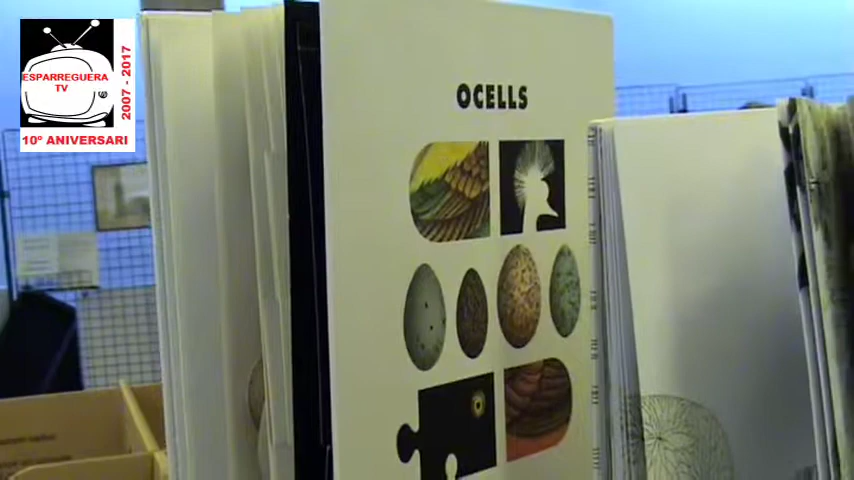 ESPARREGUERA
TV
2007 - 2017
10º ANIVERSARI
OCELLS